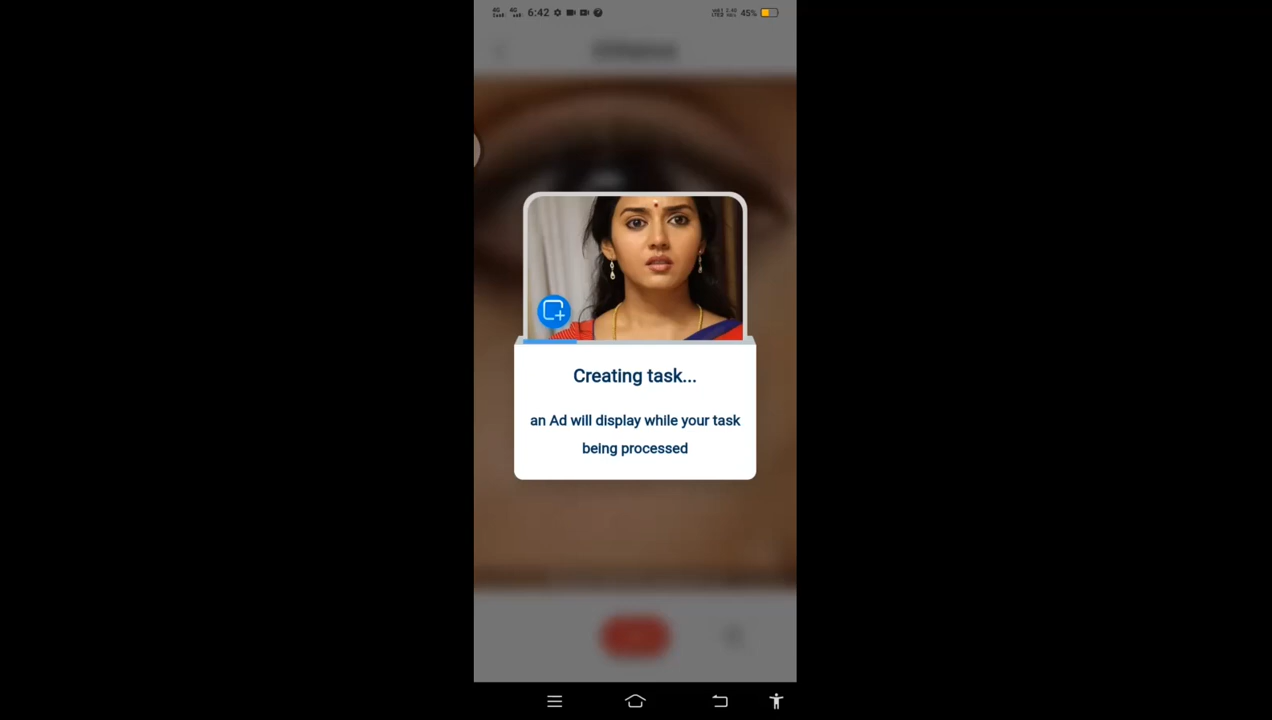 6:42
45%
Creating task...
an Ad will display while your task
being processed